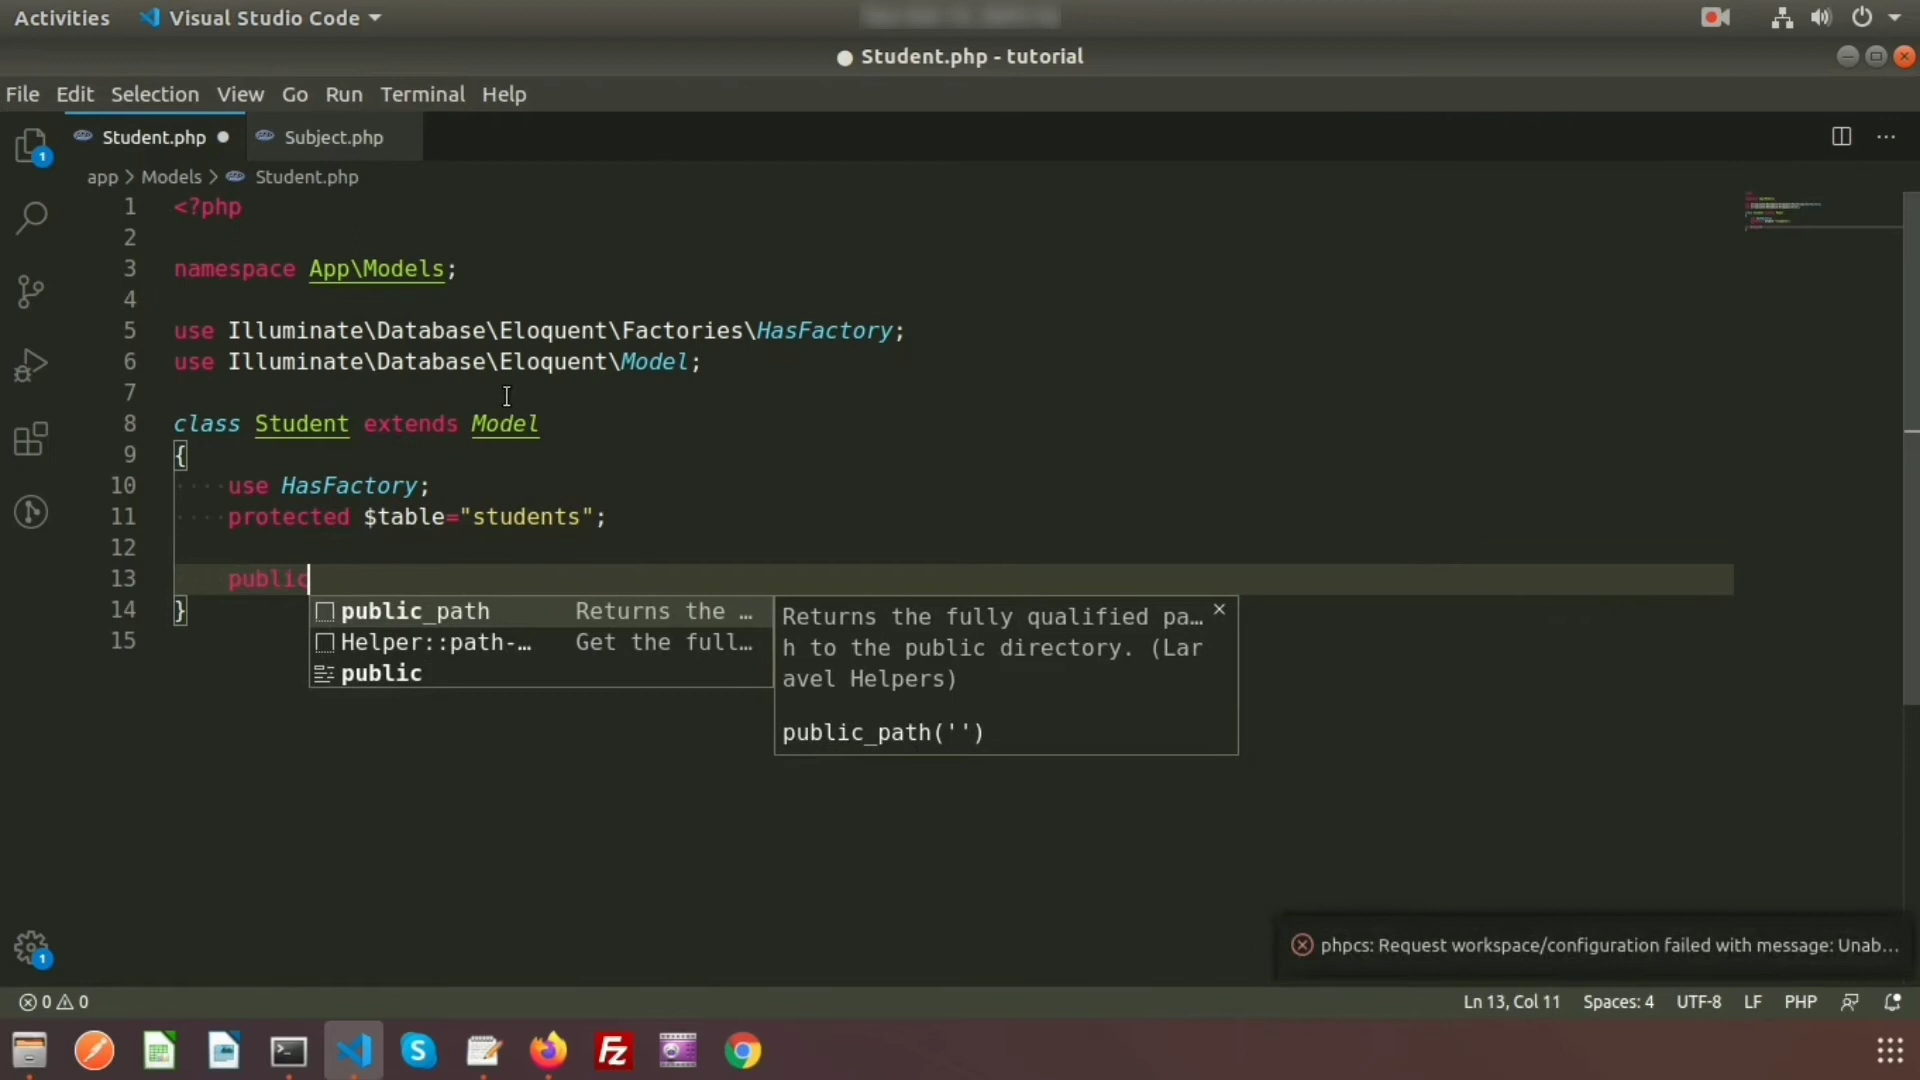 Activities Visual Studio Code
Student.php - tutorial
File Edit Selection View Go Run Terminal Help
Student.php Subject.php
app > Models > Student.php
1 <?php
2
3 namespace App\Models;
4
5 use Illuminate\Database\Eloquent\Factories\HasFactory;
6 use Illuminate\Database\Eloquent\Model;
7
8 class Student extends Model
9 {
10 use HasFactory;
11 protected $table="students";
12
13 public
14 }
15
public_path Returns the …
Helper::path-… Get the full…
public
Returns the fully qualified pa…
h to the public directory. (Lar
avel Helpers)
public_path('')
1
1
phpcs: Request workspace/configuration failed with message: Unab…
0 0 Ln 13, Col 11 Spaces: 4 UTF-8 LF PHP
S Fz